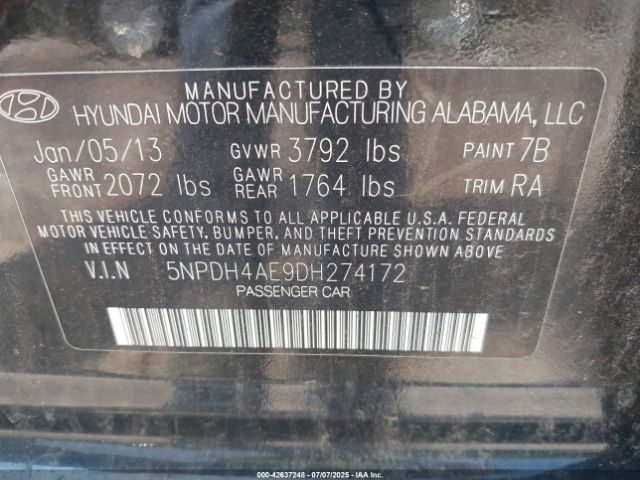 MANUFACTURED BY
HYUNDAI MOTOR MANUFACTURING ALABAMA, LLC
Jan/05/13 GVWR 3792 lbs PAINT 7B
GAWR FRONT 2072 lbs GAWR REAR 1764 lbs TRIM RA
THIS VEHICLE CONFORMS TO ALL APPLICABLE U.S.A. FEDERAL
MOTOR VEHICLE SAFETY, BUMPER, AND THEFT PREVENTION STANDARDS
IN EFFECT ON THE DATE OF MANUFACTURE SHOWN ABOVE
V.I.N 5NPDH4AE9DH274172
PASSENGER CAR
000-42637248 - 07/07/2025 - IAA Inc.